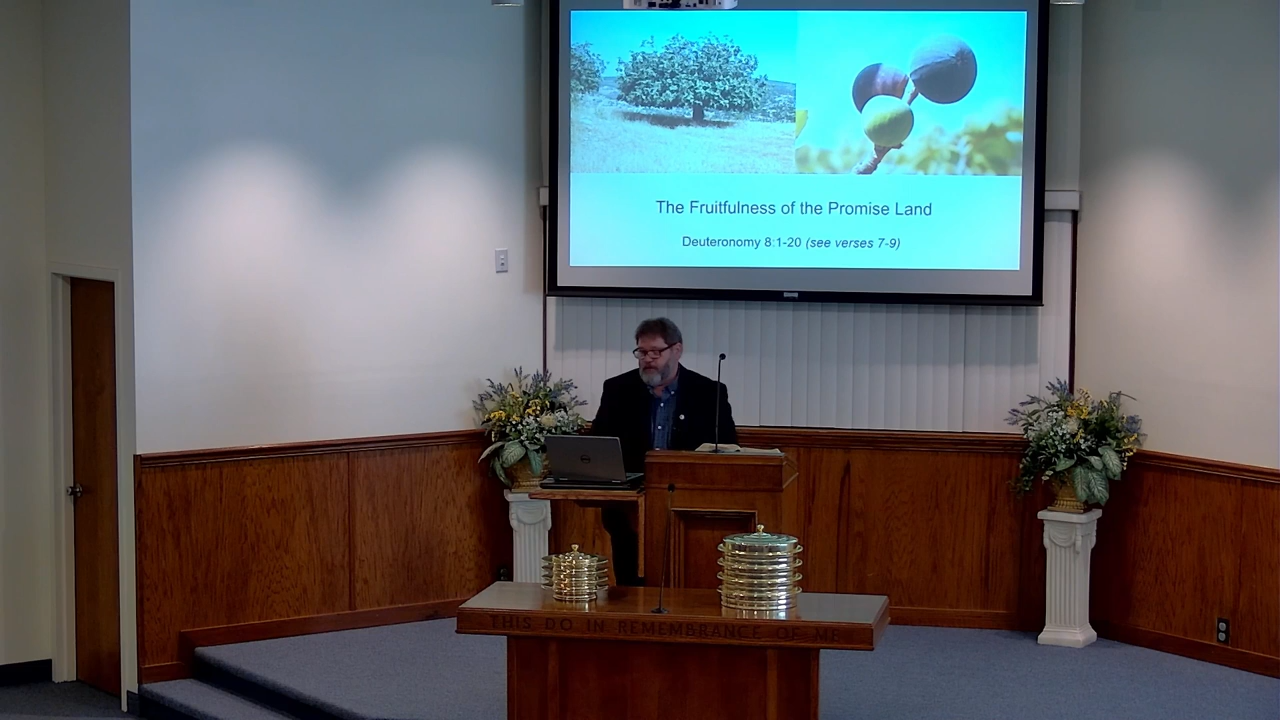 The Fruitfulness of the Promise Land
Deuteronomy 8:1-20 (see verses 7-9)
THIS DO IN REMEMBRANCE OF ME